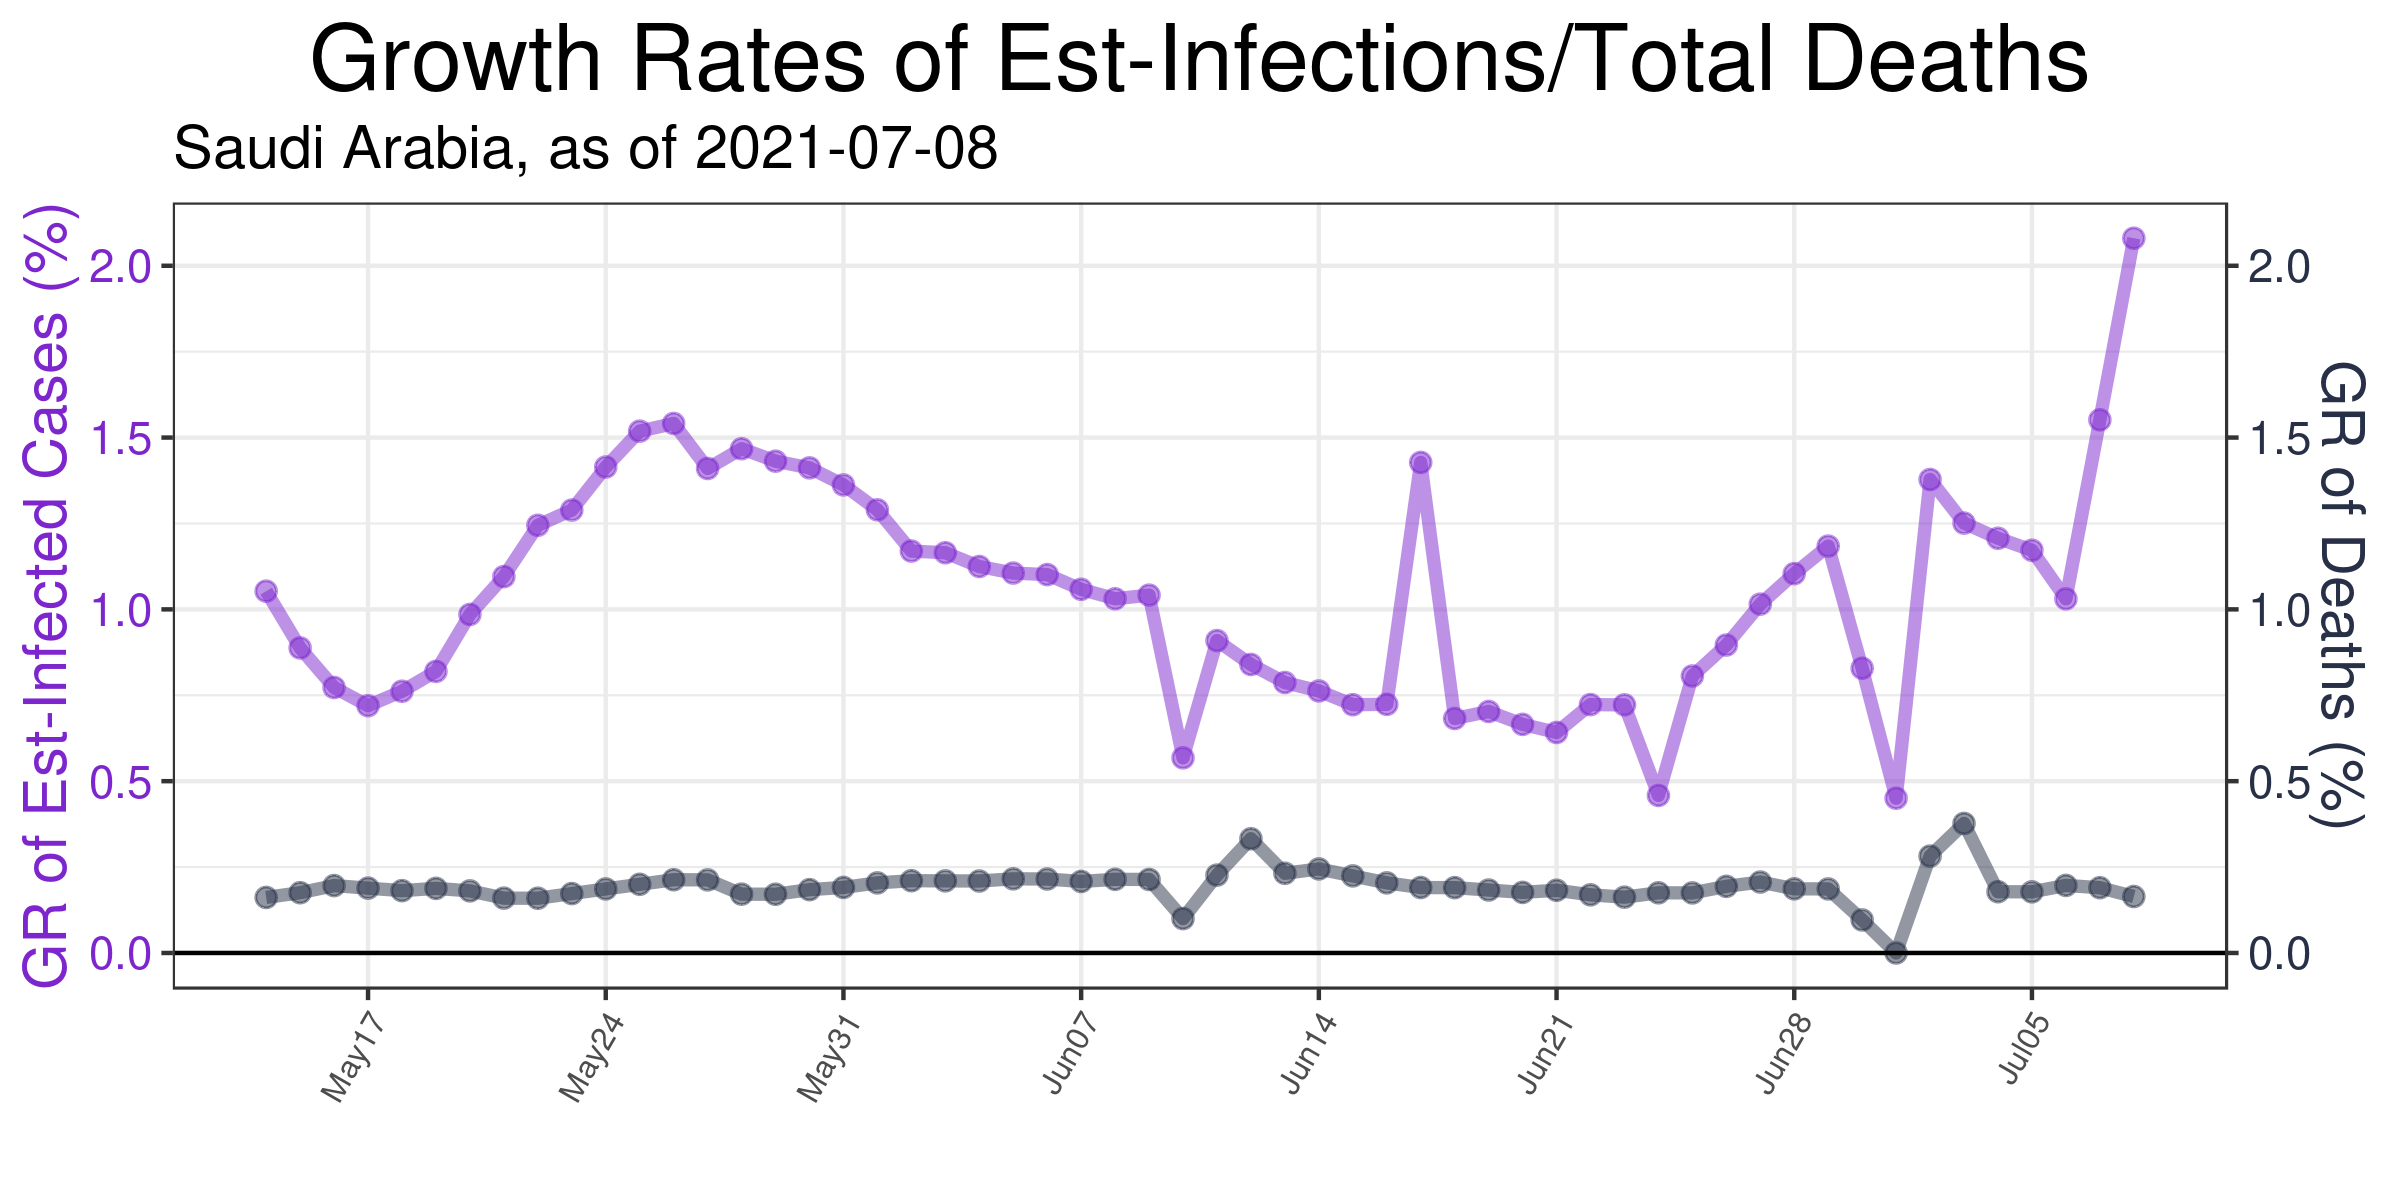 Growth Rates of Est-Infections/Total Deaths
Saudi Arabia, as of 2021-07-08
GR of Est-Infected Cases (%)
2.0
1.5
1.0
0.5
0.0
2.0
1.5
1.0
0.5
0.0
GR of Deaths (%)
May17
May24
May31
Jun07
Jun14
Jun21
Jun28
Jul05